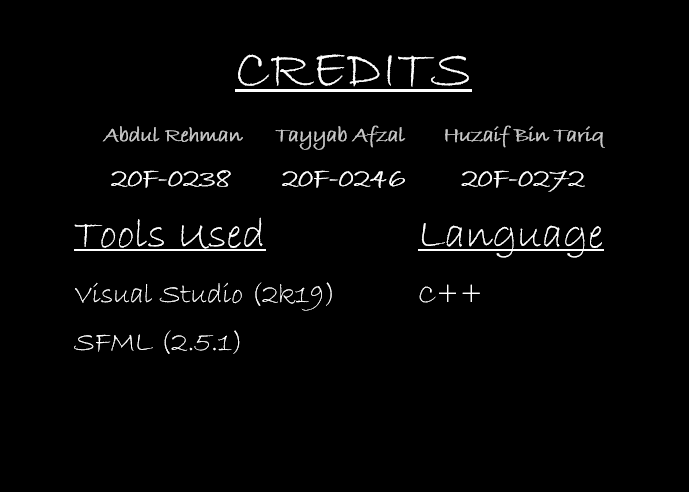 CREDITS
Abdul Rehman Tayyab Afzal Huzaif Bin Tariq
20F-0238 20F-0246 20F-0272
Tools Used Language
Visual Studio (2k19) C++
SFML (2.5.1)